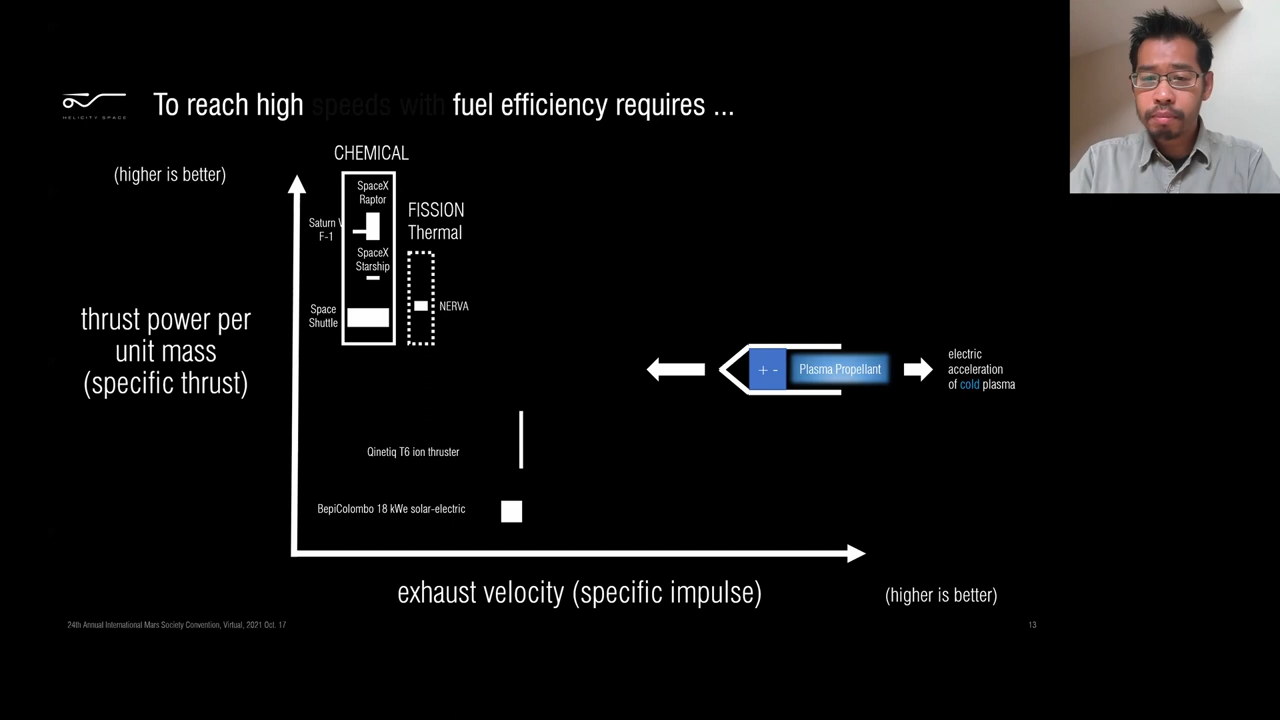 To reach high speeds with fuel efficiency requires ...
HELICITY SPACE
(higher is better)
CHEMICAL
SpaceX
Raptor
Saturn V
F-1
SpaceX
Starship
Space
Shuttle
FISSION
Thermal
NERVA
thrust power per
unit mass
(specific thrust)
+ -
Plasma Propellant
electric
acceleration
of cold plasma
Qinetiq T6 ion thruster
BepiColombo 18 kWe solar-electric
exhaust velocity (specific impulse)
(higher is better)
24th Annual International Mars Society Convention, Virtual, 2021 Oct. 17
13